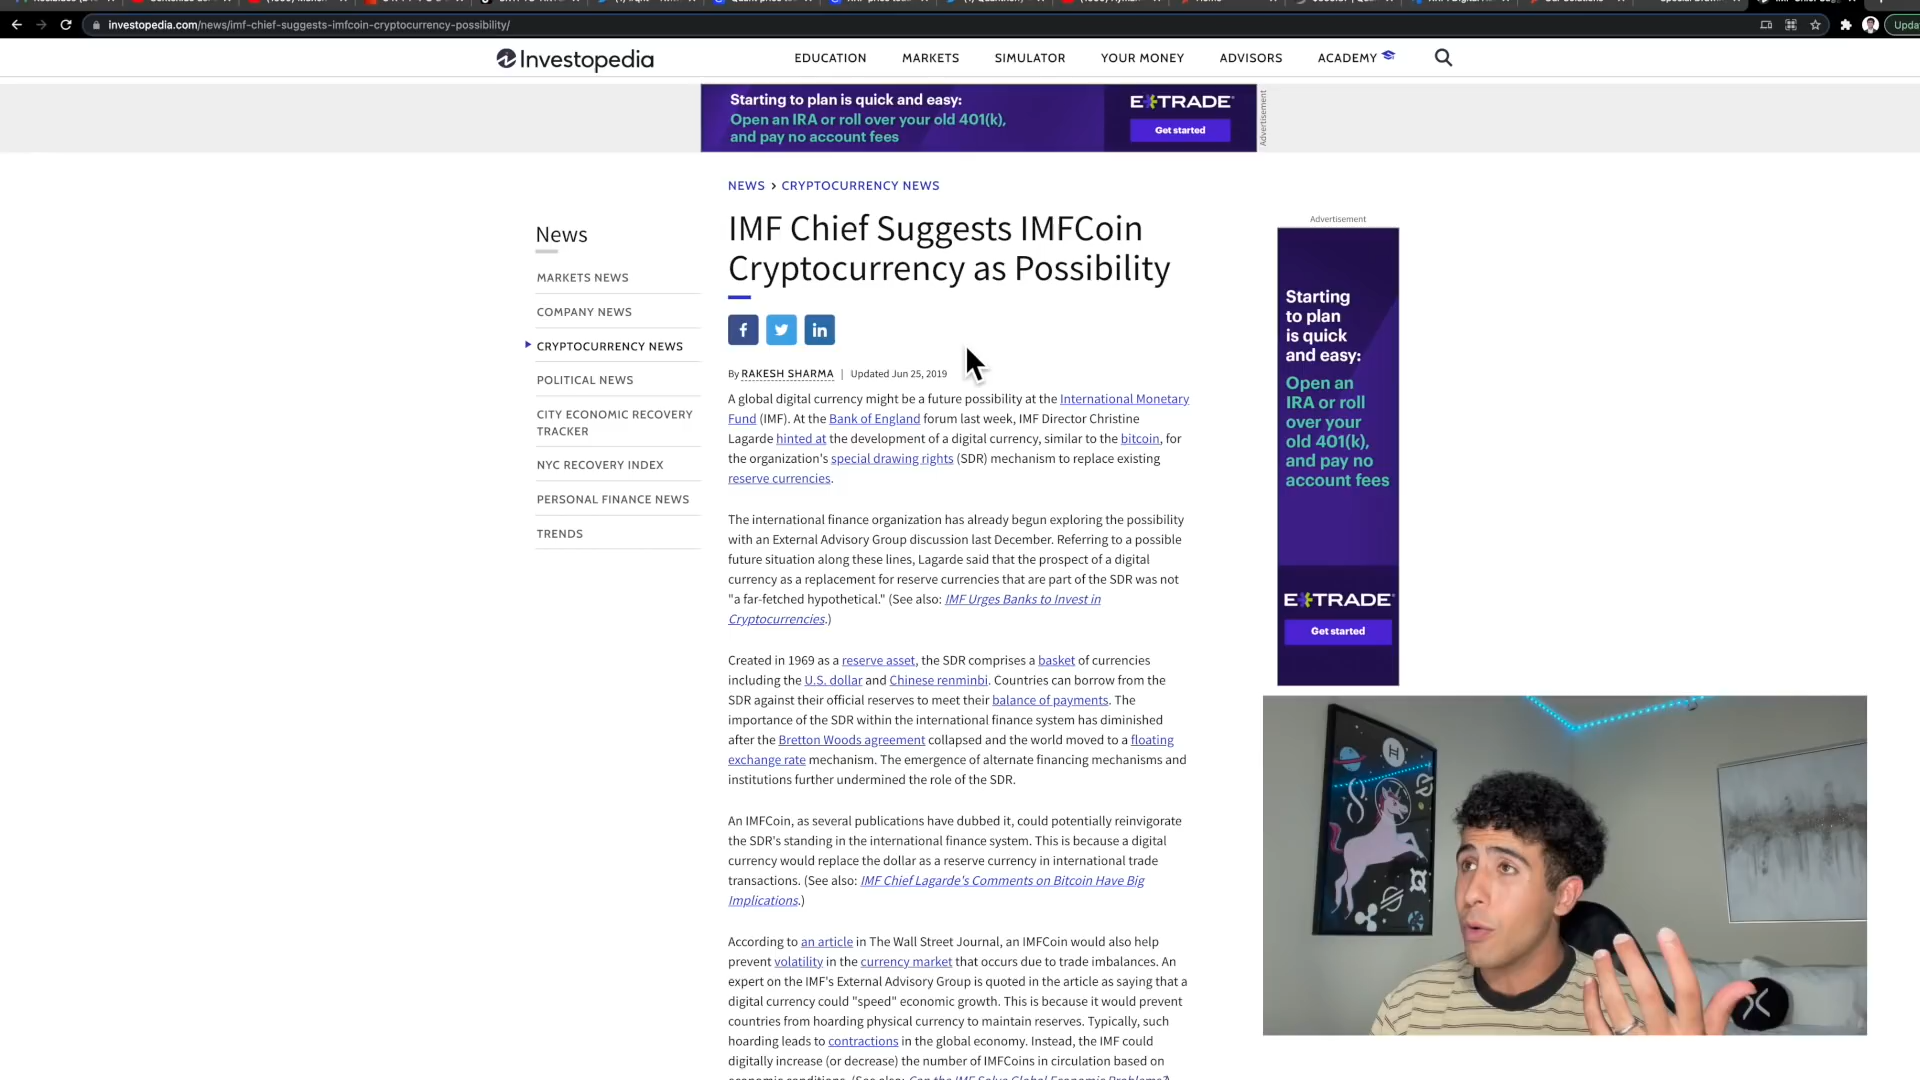 investopedia.com/news/imf-chief-suggests-imfcoin-cryptocurrency-possibility/
Investopedia
EDUCATION MARKETS SIMULATOR YOUR MONEY ADVISORS ACADEMY
Starting to plan is quick and easy:
Open an IRA or roll over your old 401(k),
and pay no account fees
E*TRADE
Get started
Advertisement
NEWS > CRYPTOCURRENCY NEWS
News
MARKETS NEWS
COMPANY NEWS
CRYPTOCURRENCY NEWS
POLITICAL NEWS
CITY ECONOMIC RECOVERY
TRACKER
NYC RECOVERY INDEX
PERSONAL FINANCE NEWS
TRENDS
IMF Chief Suggests IMFCoin
Cryptocurrency as Possibility
By RAKESH SHARMA | Updated Jun 25, 2019
A global digital currency might be a future possibility at the International Monetary
Fund (IMF). At the Bank of England forum last week, IMF Director Christine
Lagarde hinted at the development of a digital currency, similar to the bitcoin, for
the organization's special drawing rights (SDR) mechanism to replace existing
reserve currencies.
The international finance organization has already begun exploring the possibility
with an External Advisory Group discussion last December. Referring to a possible
future situation along these lines, Lagarde said that the prospect of a digital
currency as a replacement for reserve currencies that are part of the SDR was not
"a far-fetched hypothetical." (See also: IMF Urges Banks to Invest in
Cryptocurrencies.)
Created in 1969 as a reserve asset, the SDR comprises a basket of currencies
including the U.S. dollar and Chinese renminbi. Countries can borrow from the
SDR against their official reserves to meet their balance of payments. The
importance of the SDR within the international finance system has diminished
after the Bretton Woods agreement collapsed and the world moved to a floating
exchange rate mechanism. The emergence of alternate financing mechanisms and
institutions further undermined the role of the SDR.
An IMFCoin, as several publications have dubbed it, could potentially reinvigorate
the SDR's standing in the international finance system. This is because a digital
currency would replace the dollar as a reserve currency in international trade
transactions. (See also: IMF Chief Lagarde's Comments on Bitcoin Have Big
Implications.)
According to an article in The Wall Street Journal, an IMFCoin would also help
prevent volatility in the currency market that occurs due to trade imbalances. An
expert on the IMF's External Advisory Group is quoted in the article as saying that a
digital currency could "speed" economic growth. This is because it would prevent
countries from hoarding physical currency to maintain reserves. Typically, such
hoarding leads to contractions in the global economy. Instead, the IMF could
digitally increase (or decrease) the number of IMFCoins in circulation based on
Advertisement
Starting
to plan
is quick
and easy:
Open an
IRA or roll
over your
old 401(k),
and pay no
account fees
E*TRADE
Get started